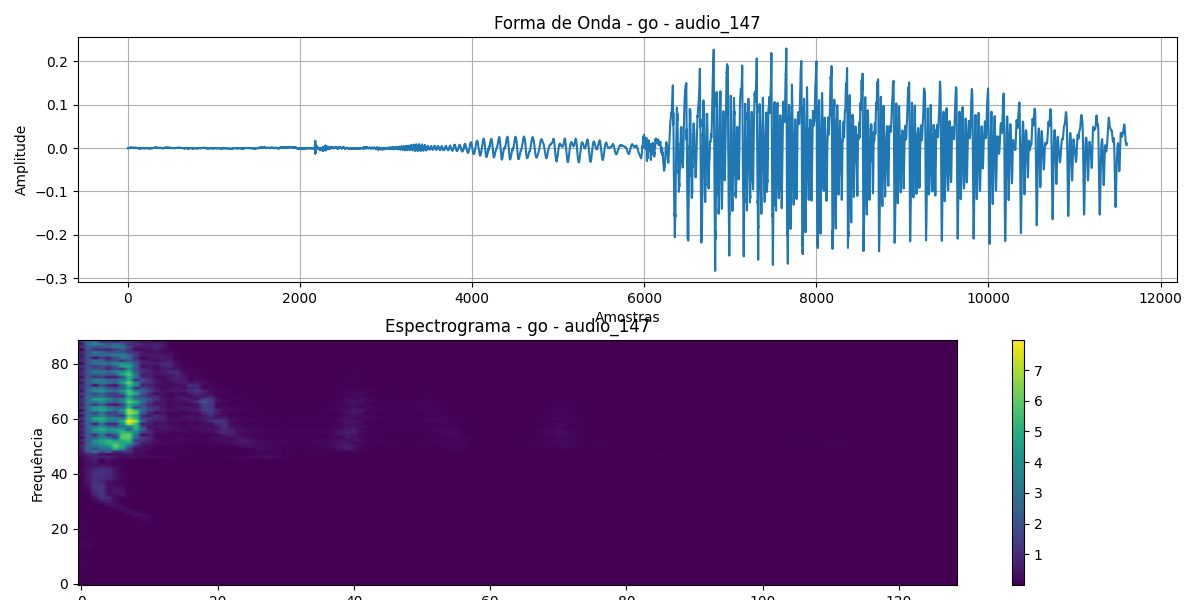 Forma de Onda - go - audio_147
Amplitude
0.2
0.1
0.0
−0.1
−0.2
−0.3
0 2000 4000 6000 8000 10000 12000
Amostras
Espectrograma - go - audio_147
Frequência
80
60
40
20
0
0 20 40 60 80 100 120
7
6
5
4
3
2
1